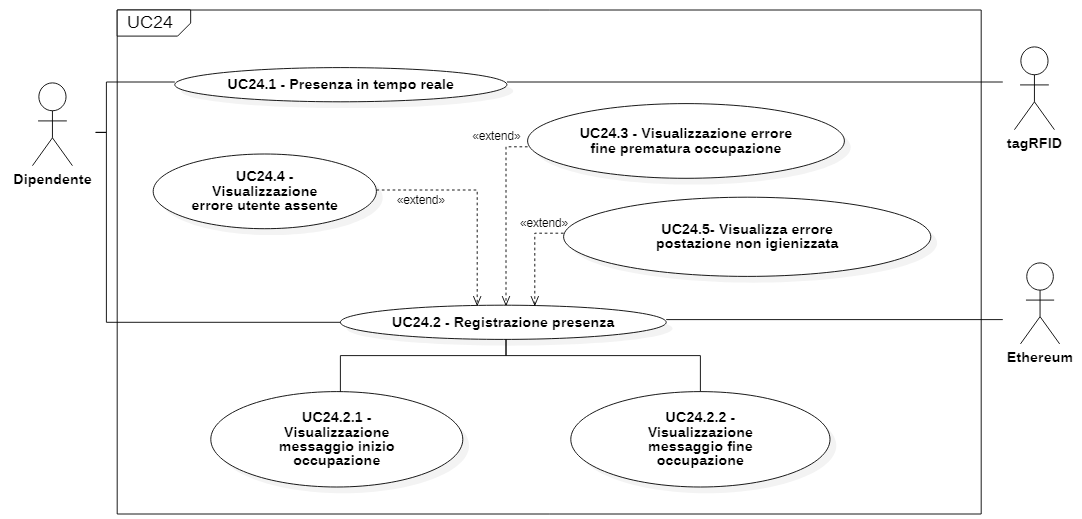 UC24
UC24.1 - Presenza in tempo reale
tagRFID
Dipendente
«extend»
UC24.3 - Visualizzazione errore
fine prematura occupazione
UC24.4 -
Visualizzazione
errore utente assente
«extend»
«extend»
UC24.5- Visualizza errore
postazione non igienizzata
UC24.2 - Registrazione presenza
Ethereum
UC24.2.1 -
Visualizzazione
messaggio inizio
occupazione
UC24.2.2 -
Visualizzazione
messaggio fine
occupazione